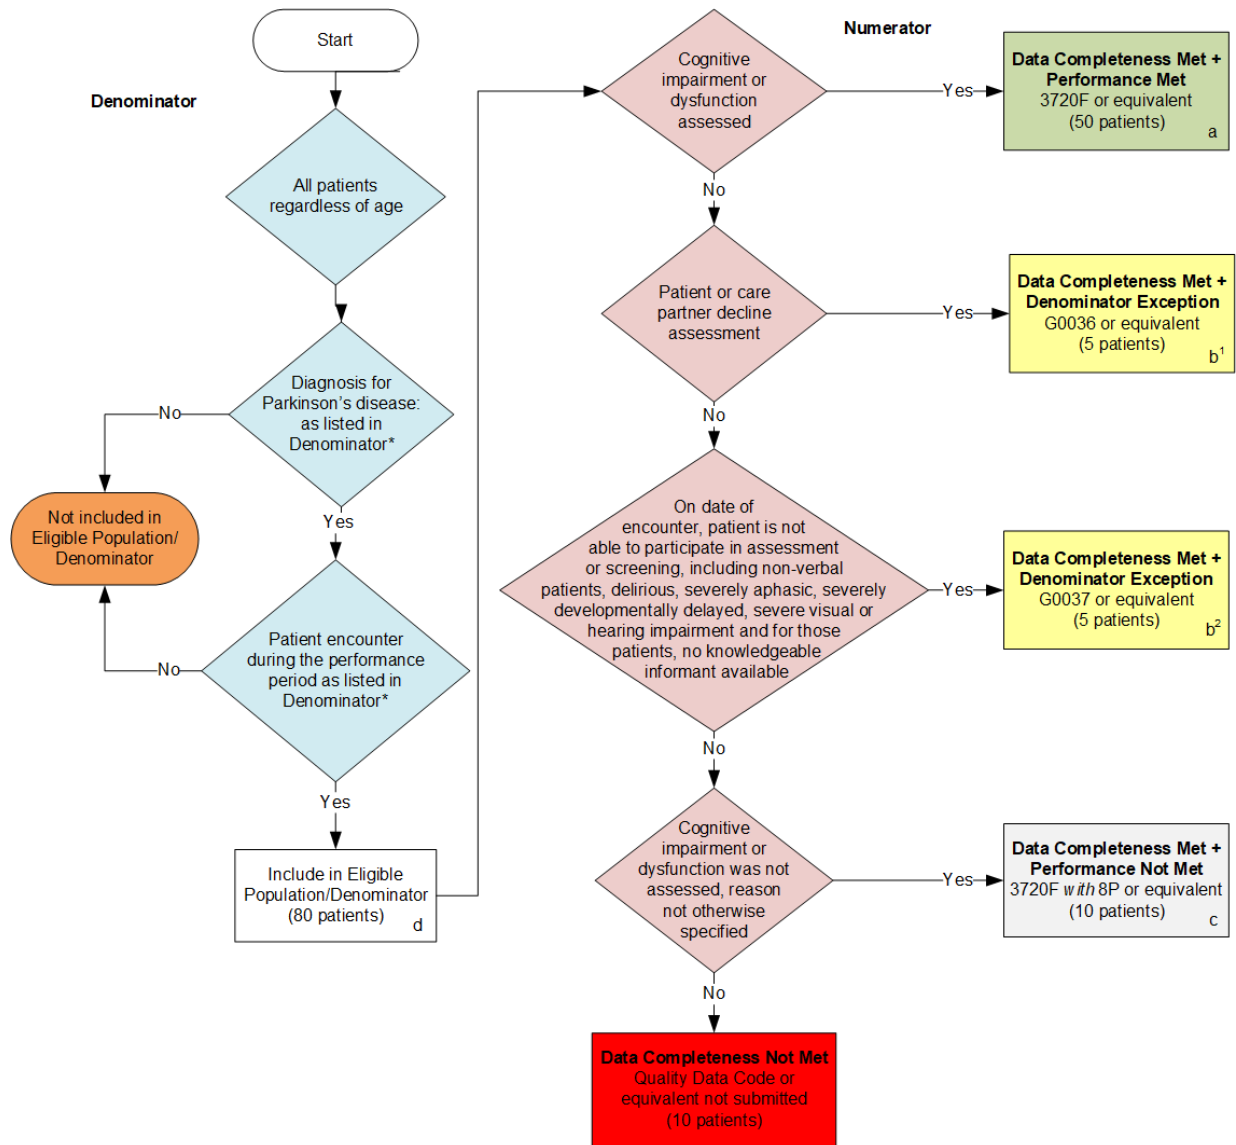 Start
Denominator
All patients
regardless of age
Diagnosis for
Parkinson's disease:
as listed in
Denominator*
No
Yes
Not included in
Eligible Population/
Denominator
Patient encounter
during the performance
period as listed in
Denominator*
No
Yes
Include in Eligible
Population/Denominator
(80 patients)
d
Numerator
Cognitive
impairment or
dysfunction
assessed
Yes
Data Completeness Met +
Performance Met
3720F or equivalent
(50 patients)
a
No
Patient or care
partner decline
assessment
Yes
Data Completeness Met +
Denominator Exception
G0036 or equivalent
(5 patients)
b¹
No
On date of
encounter, patient is not
able to participate in assessment
or screening, including non-verbal
patients, delirious, severely aphasic, severely
developmentally delayed, severe visual or
hearing impairment and for those
patients, no knowledgeable
informant available
Yes
Data Completeness Met +
Denominator Exception
G0037 or equivalent
(5 patients)
b²
No
Cognitive
impairment or
dysfunction was not
assessed, reason
not otherwise
specified
Yes
Data Completeness Met +
Performance Not Met
3720F with 8P or equivalent
(10 patients)
c
No
Data Completeness Not Met
Quality Data Code or
equivalent not submitted
(10 patients)